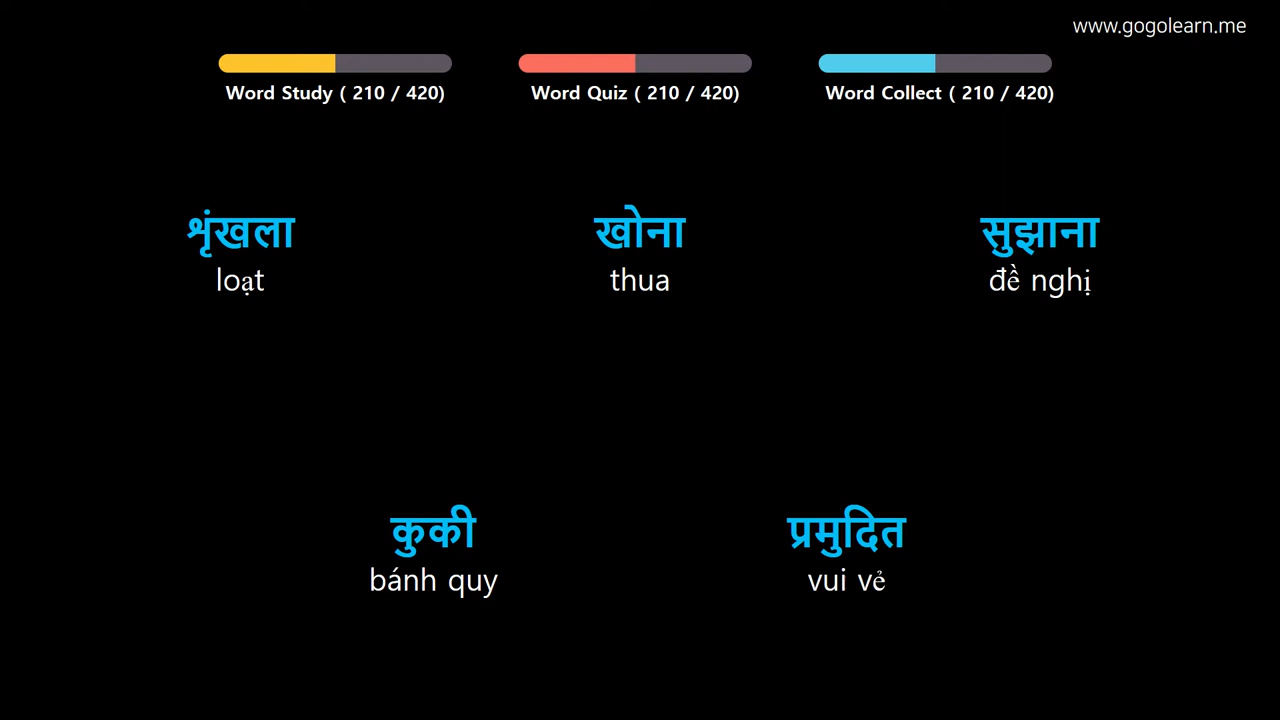 www.gogolearn.me
Word Study ( 210 / 420)
Word Quiz ( 210 / 420)
Word Collect ( 210 / 420)
शृंखला
loạt
खोना
thua
सुझाना
đề nghị
कुकी
bánh quy
प्रमुदित
vui vẻ